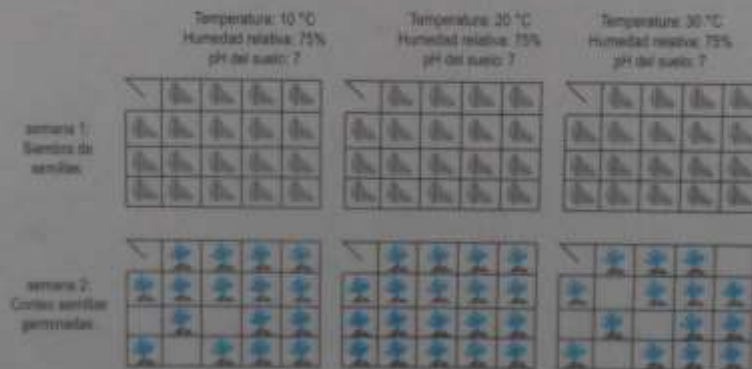 Temperatura: 10 °C
Humedad relativa: 75%
pH del suelo: 7
Temperatura: 20 °C
Humedad relativa: 75%
pH del suelo: 7
Temperatura: 30 °C
Humedad relativa: 75%
pH del suelo: 7
semana 1:
Siembra de
semillas
semana 2:
Conteo semillas
germinadas